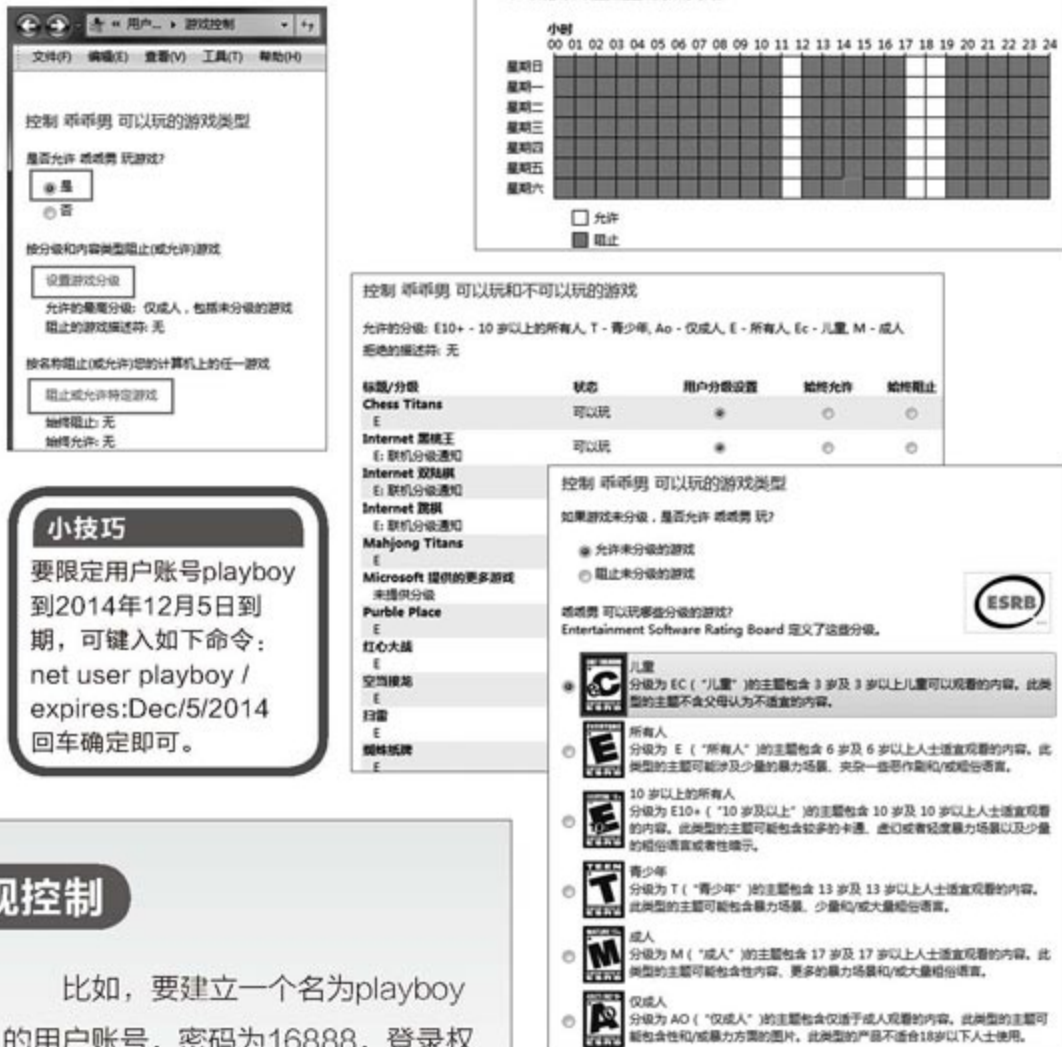 « 用户... ▸ 游戏控制
文件(F) 编辑(E) 查看(V) 工具(T) 帮助(H)
控制 乖乖男 可以玩的游戏类型
是否允许 乖乖男 玩游戏?
是
否
按分级和内容类型阻止(或允许)游戏
设置游戏分级
允许的最高分级: 仅成人，包括未分级的游戏
阻止的游戏描述符: 无
按名称阻止(或允许)您的计算机上的任一游戏
阻止或允许特定游戏
始终阻止: 无
始终允许: 无
小时
00 01 02 03 04 05 06 07 08 09 10 11 12 13 14 15 16 17 18 19 20 21 22 23 24
星期日
星期一
星期二
星期三
星期四
星期五
星期六
允许
阻止
控制 乖乖男 可以玩和不可以玩的游戏
允许的分级: E10+ - 10 岁以上的所有人, T - 青少年, Ao - 仅成人, E - 所有人, Ec - 儿童, M - 成人
拒绝的描述符: 无
标题/分级 状态 用户分级设置 始终允许 始终阻止
Chess Titans
E 可以玩
Internet 黑桃王
E: 联机分级通知 可以玩
Internet 双陆棋
E: 联机分级通知
Internet 跳棋
E: 联机分级通知
Mahjong Titans
E
Microsoft 提供的更多游戏
未提供分级
Purble Place
E
红心大战
E
空当接龙
E
扫雷
E
蜘蛛纸牌
E
控制 乖乖男 可以玩的游戏类型
如果游戏未分级，是否允许 乖乖男 玩?
允许未分级的游戏
阻止未分级的游戏
ESRB
乖乖男 可以玩哪些分级的游戏?
Entertainment Software Rating Board 定义了这些分级。
儿童
分级为 EC ( "儿童" )的主题包含 3 岁及 3 岁以上儿童可以观看的内容。此类
型的主题不含父母认为不适宜的内容。
所有人
分级为 E ( "所有人" )的主题包含 6 岁及 6 岁以上人士适宜观看的内容。此
类型的主题可能涉及少量的暴力场景、夹杂一些恶作剧和/或粗俗语言。
10 岁以上的所有人
分级为 E10+ ( "10 岁及以上" )的主题包含 10 岁及 10 岁以上人士适宜观看
的内容。此类型的主题可能包含较多的卡通、虚幻或者轻度暴力场景以及少量
的粗俗语言或者性暗示。
青少年
分级为 T ( "青少年" )的主题包含 13 岁及 13 岁以上人士适宜观看的内容。
此类型的主题可能包含暴力场景、少量和/或大量粗俗语言。
成人
分级为 M ( "成人" )的主题包含 17 岁及 17 岁以上人士适宜观看的内容。此
类型的主题可能包含性内容、更多的暴力场景和/或大量粗俗语言。
仅成人
分级为 AO ( "仅成人" )的主题包含仅适于成人观看的内容。此类型的主题可
能包含性和/或暴力方面的图片。此类型的产品不适合18岁以下人士使用。
小技巧
要限定用户账号playboy
到2014年12月5日到
期，可键入如下命令：
net user playboy /
expires:Dec/5/2014
回车确定即可。
控制
比如，要建立一个名为playboy
的用户账号，密码为16888，登录权